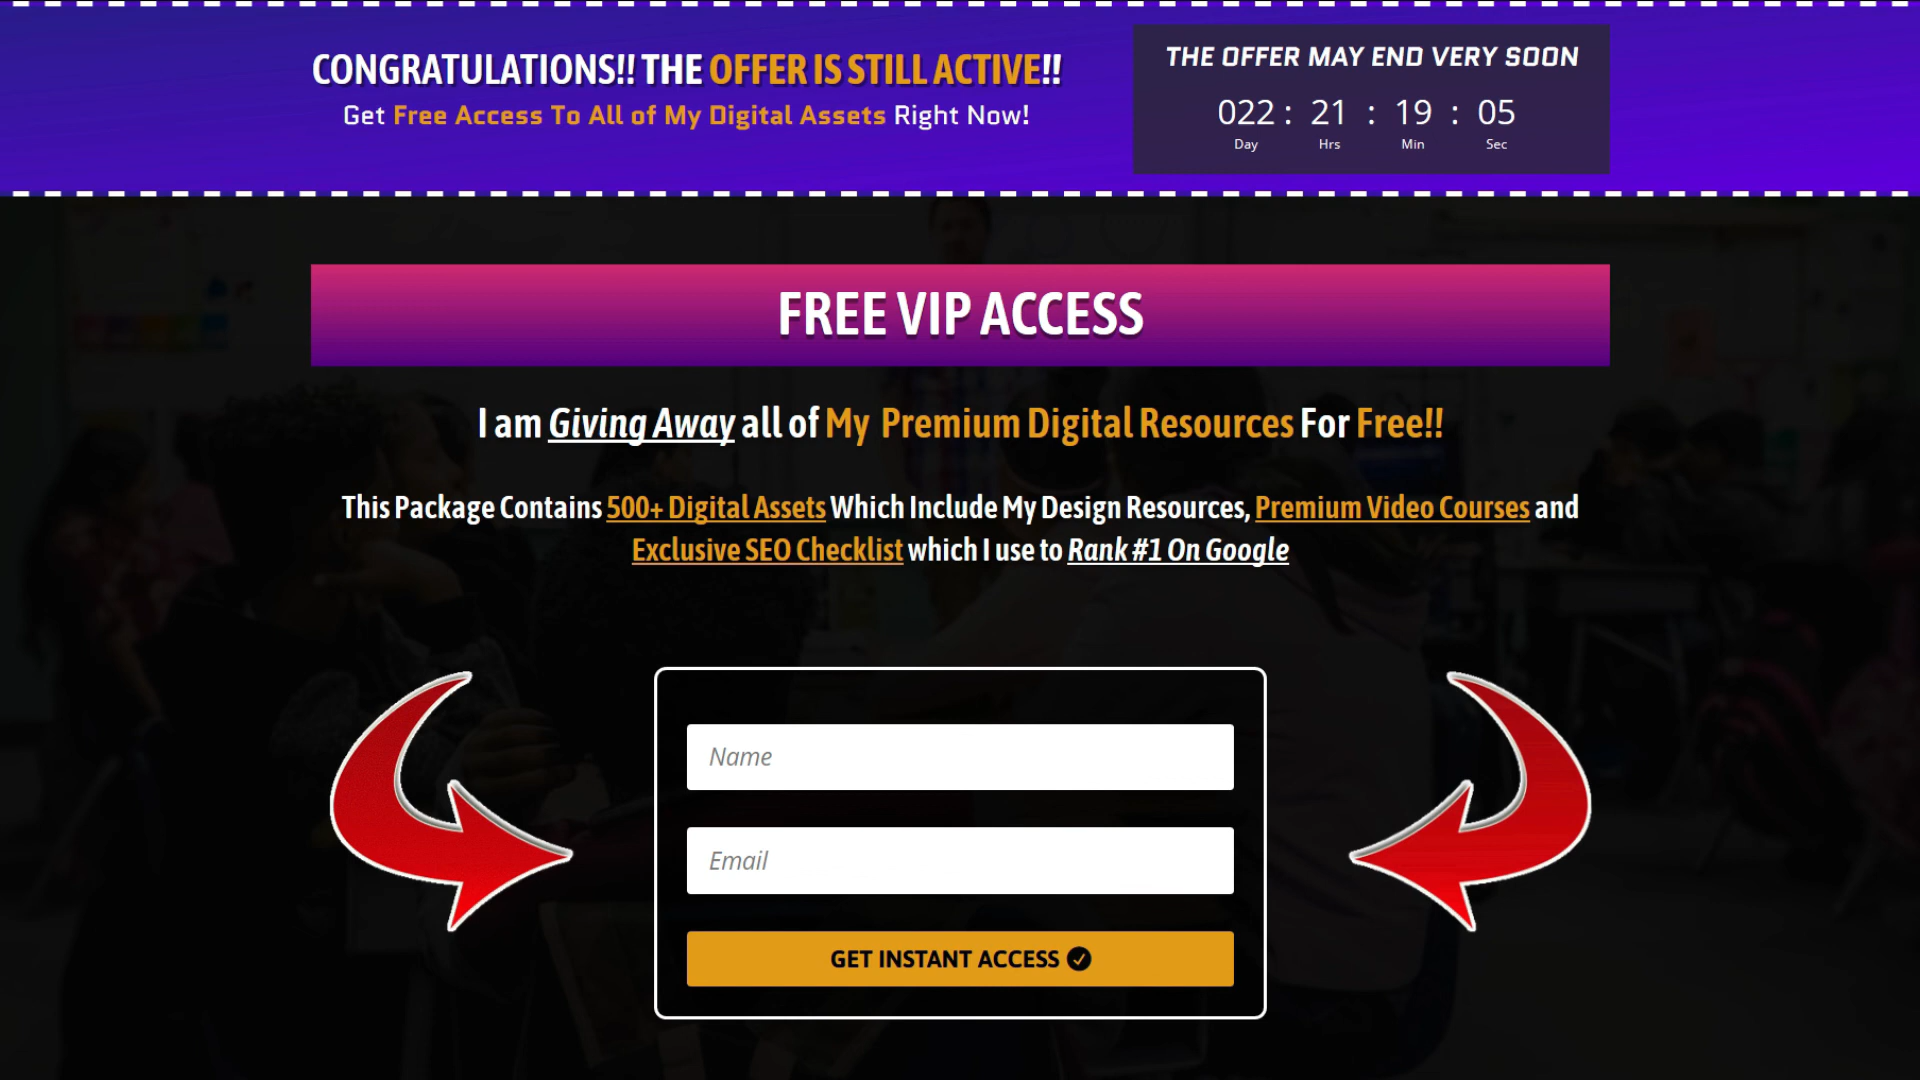 CONGRATULATIONS!! THE OFFER IS STILL ACTIVE!!
Get Free Access To All of My Digital Assets Right Now!
THE OFFER MAY END VERY SOON
022 : 21 : 19 : 05
Day Hrs Min Sec
FREE VIP ACCESS
I am Giving Away all of My Premium Digital Resources For Free!!
This Package Contains 500+ Digital Assets Which Include My Design Resources, Premium Video Courses and
Exclusive SEO Checklist which I use to Rank #1 On Google
Name
Email
GET INSTANT ACCESS